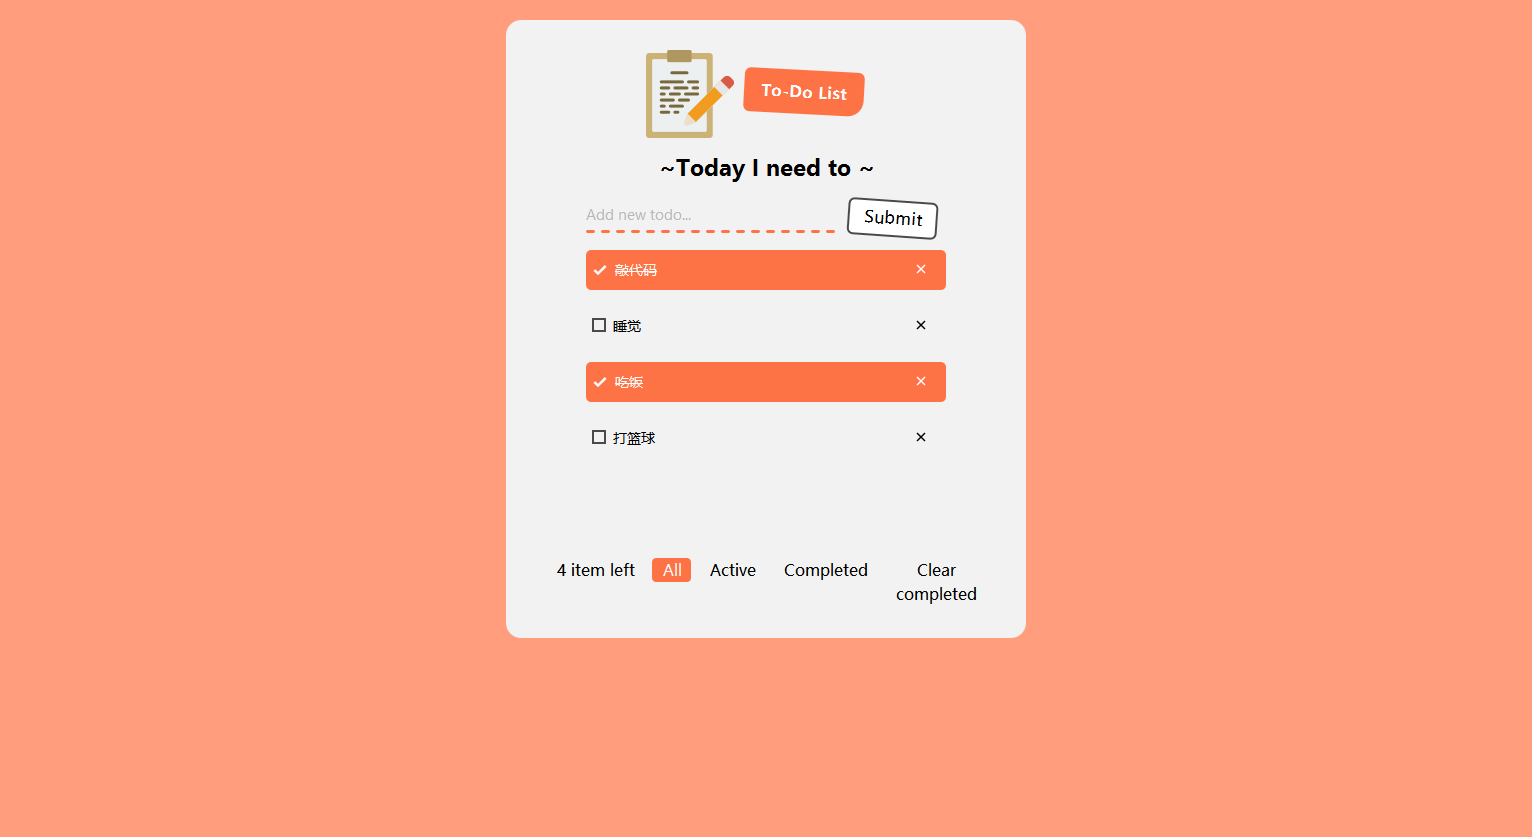 To-Do List
~Today I need to ~
Add new todo...
Submit
敲代码
睡觉
吃饭
打篮球
4 item left All Active Completed Clear completed